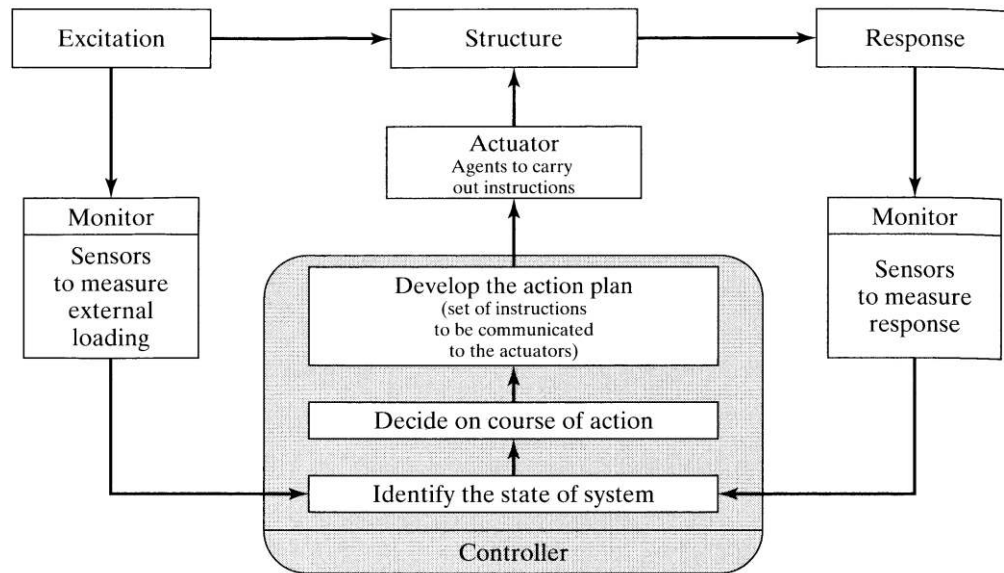 Excitation
Structure
Response
Actuator
Agents to carry
out instructions
Monitor
Sensors
to measure
external
loading
Monitor
Sensors
to measure
response
Develop the action plan
(set of instructions
to be communicated
to the actuators)
Decide on course of action
Identify the state of system
Controller